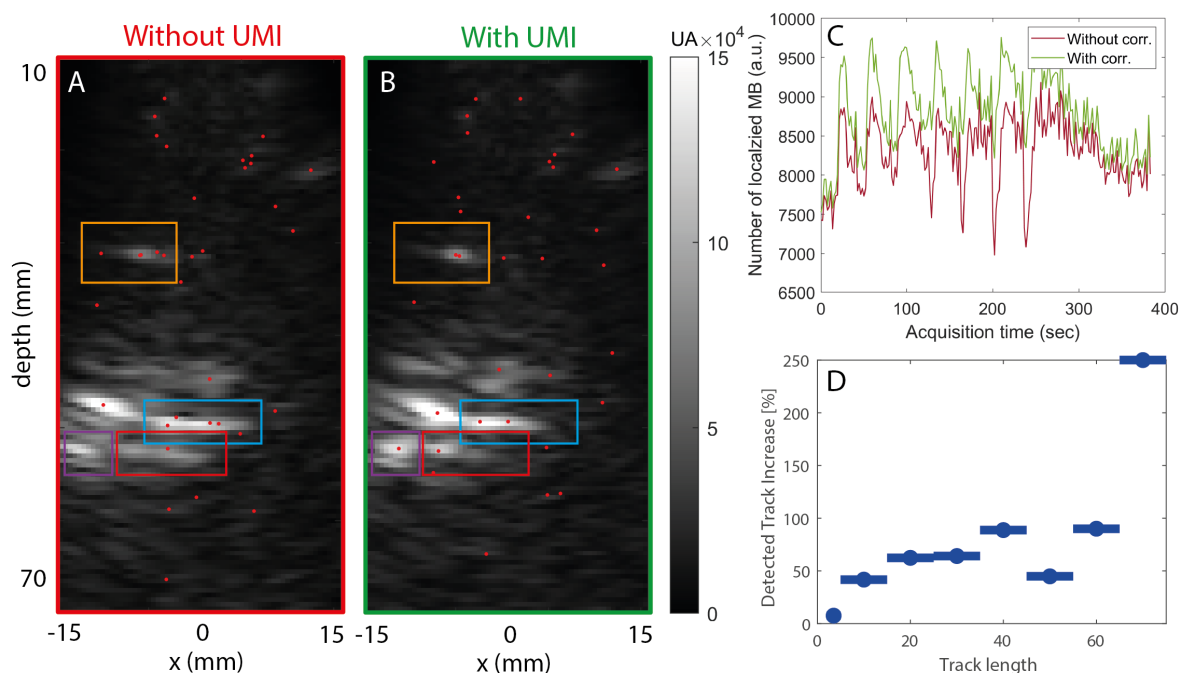 Without UMI
With UMI
A
B
10
70
depth (mm)
-15
0
15
x (mm)
-15
0
15
x (mm)
UA×10⁴
15
10
5
0
C
Without corr.
With corr.
Number of localzied MB (a.u.)
10000
9500
9000
8500
8000
7500
7000
6500
0
100
200
300
400
Acquisition time (sec)
D
Detected Track Increase [%]
250
200
150
100
50
0
0
20
40
60
Track length